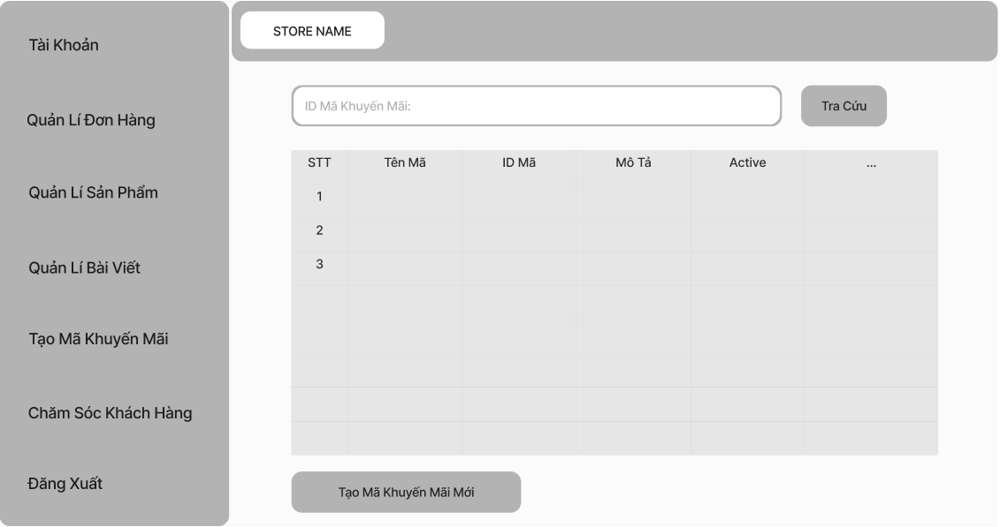 Tài Khoản
Quản Lí Đơn Hàng
Quản Lí Sản Phẩm
Quản Lí Bài Viết
Tạo Mã Khuyến Mãi
Chăm Sóc Khách Hàng
Đăng Xuất
STORE NAME
ID Mã Khuyến Mãi:
Tra Cứu
STT Tên Mã ID Mã Mô Tả Active ...
1
2
3
Tạo Mã Khuyến Mãi Mới